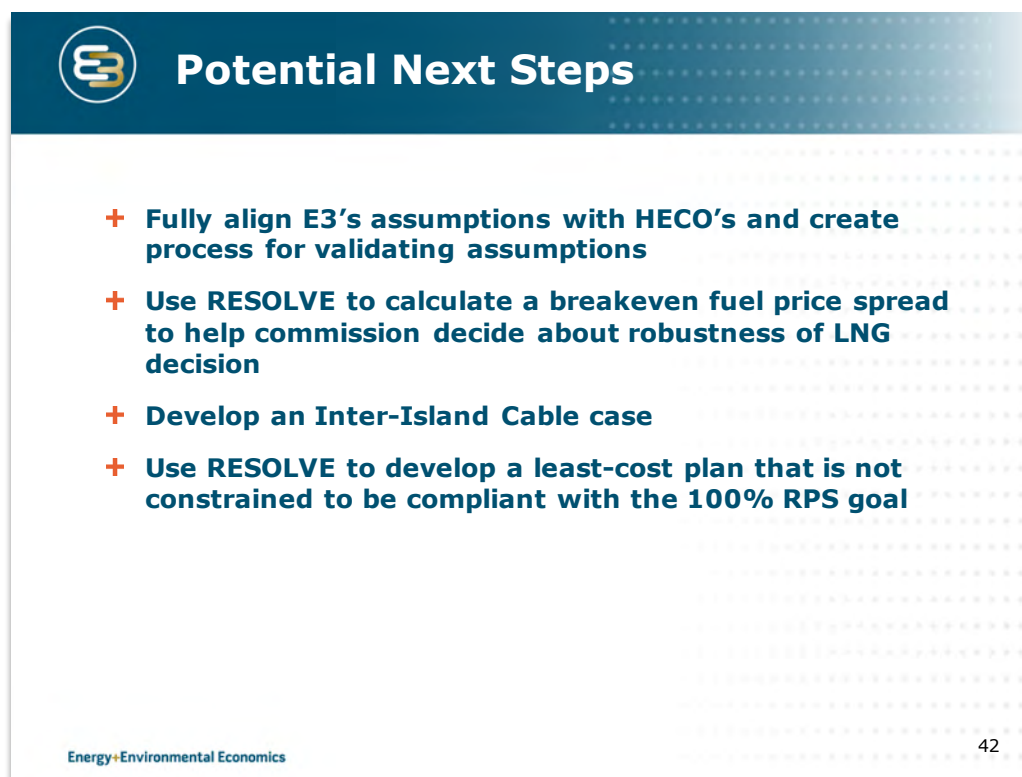 Potential Next Steps
+ Fully align E3’s assumptions with HECO’s and create
process for validating assumptions
+ Use RESOLVE to calculate a breakeven fuel price spread
to help commission decide about robustness of LNG
decision
+ Develop an Inter-Island Cable case
+ Use RESOLVE to develop a least-cost plan that is not
constrained to be compliant with the 100% RPS goal
Energy+Environmental Economics
42